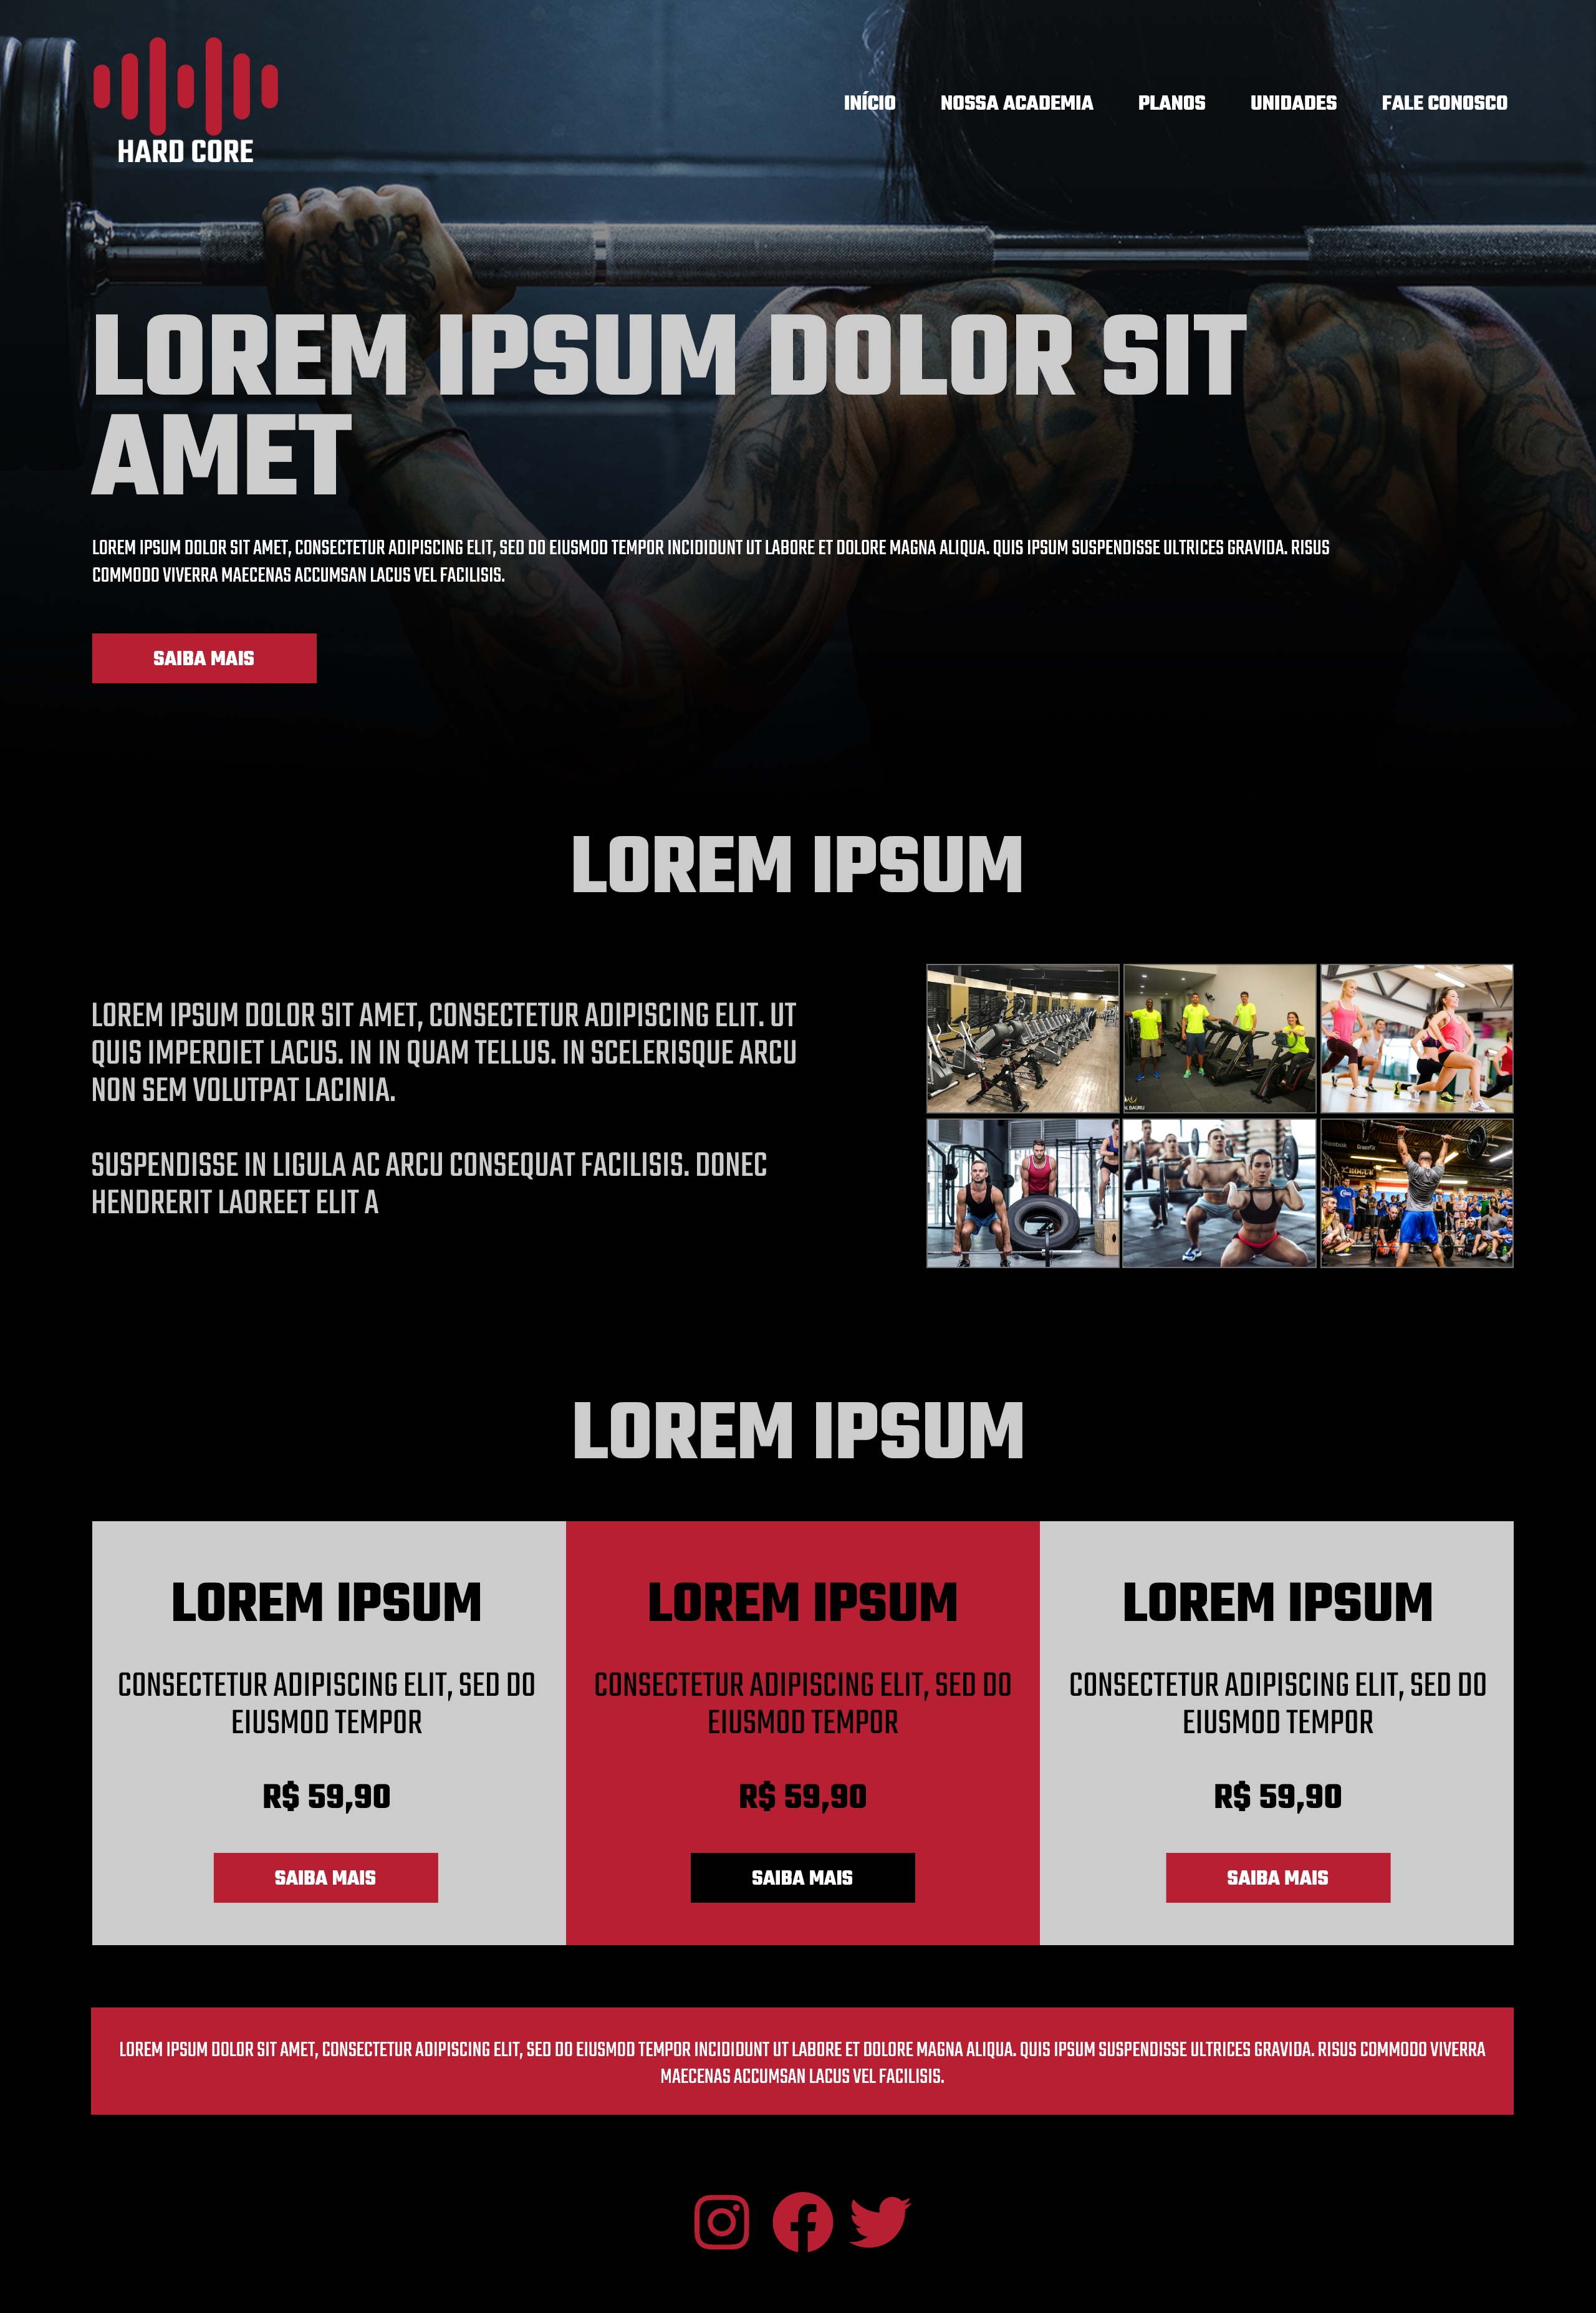 HARD CORE
INÍCIO
NOSSA ACADEMIA
PLANOS
UNIDADES
FALE CONOSCO
LOREM IPSUM DOLOR SIT
AMET
LOREM IPSUM DOLOR SIT AMET, CONSECTETUR ADIPISCING ELIT, SED DO EIUSMOD TEMPOR INCIDIDUNT UT LABORE ET DOLORE MAGNA ALIQUA. QUIS IPSUM SUSPENDISSE ULTRICES GRAVIDA. RISUS
COMMODO VIVERRA MAECENAS ACCUMSAN LACUS VEL FACILISIS.
SAIBA MAIS
LOREM IPSUM
LOREM IPSUM DOLOR SIT AMET, CONSECTETUR ADIPISCING ELIT. UT
QUIS IMPERDIET LACUS. IN IN QUAM TELLUS. IN SCELERISQUE ARCU
NON SEM VOLUTPAT LACINIA.
SUSPENDISSE IN LIGULA AC ARCU CONSEQUAT FACILISIS. DONEC
HENDRERIT LAOREET ELIT A
BAURU
Reebok
CrossFit
ROGUE
LOREM IPSUM
LOREM IPSUM
CONSECTETUR ADIPISCING ELIT, SED DO
EIUSMOD TEMPOR
R$ 59,90
SAIBA MAIS
LOREM IPSUM
CONSECTETUR ADIPISCING ELIT, SED DO
EIUSMOD TEMPOR
R$ 59,90
SAIBA MAIS
LOREM IPSUM
CONSECTETUR ADIPISCING ELIT, SED DO
EIUSMOD TEMPOR
R$ 59,90
SAIBA MAIS
LOREM IPSUM DOLOR SIT AMET, CONSECTETUR ADIPISCING ELIT, SED DO EIUSMOD TEMPOR INCIDIDUNT UT LABORE ET DOLORE MAGNA ALIQUA. QUIS IPSUM SUSPENDISSE ULTRICES GRAVIDA. RISUS COMMODO VIVERRA
MAECENAS ACCUMSAN LACUS VEL FACILISIS.